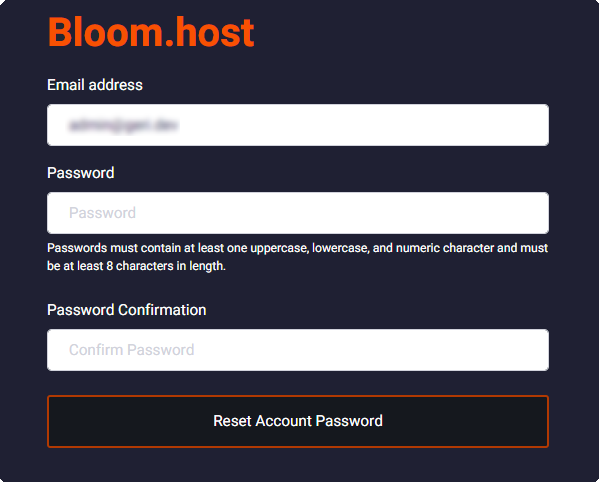 Bloom.host
Email address
Password
Password
Passwords must contain at least one uppercase, lowercase, and numeric character and must
be at least 8 characters in length.
Password Confirmation
Confirm Password
Reset Account Password